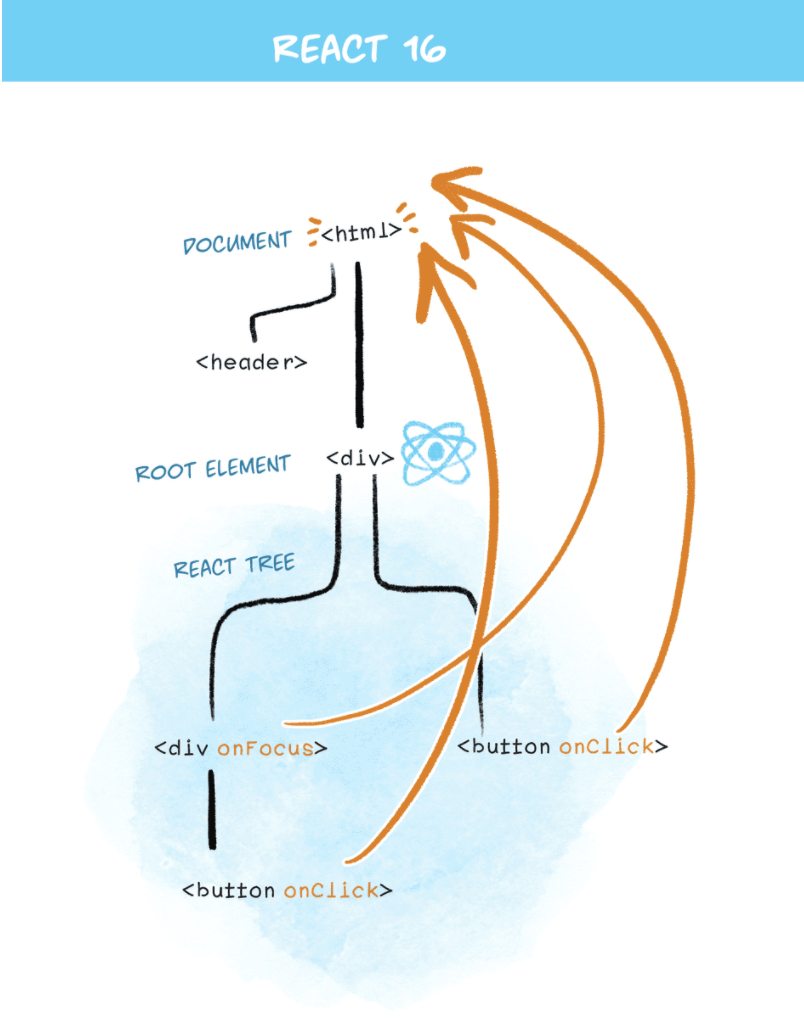 REACT 16
DOCUMENT <html>
<header>
ROOT ELEMENT <div>
REACT TREE
<div onFocus> <button onClick>
<button onClick>